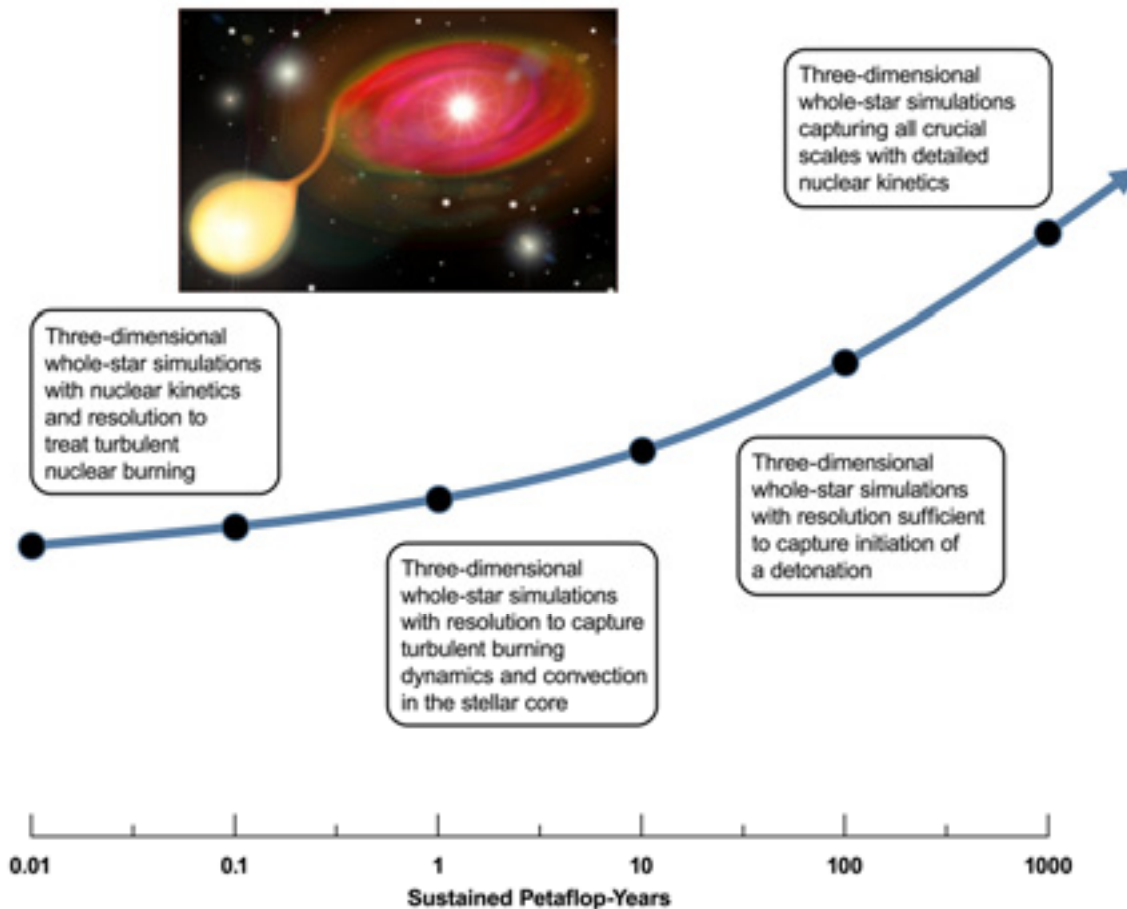 Three-dimensional
whole-star simulations
capturing all crucial
scales with detailed
nuclear kinetics
Three-dimensional
whole-star simulations
with nuclear kinetics
and resolution to
treat turbulent
nuclear burning
Three-dimensional
whole-star simulations
with resolution sufficient
to capture initiation of
a detonation
Three-dimensional
whole-star simulations
with resolution to capture
turbulent burning
dynamics and convection
in the stellar core
0.01 0.1 1 10 100 1000
Sustained Petaflop-Years